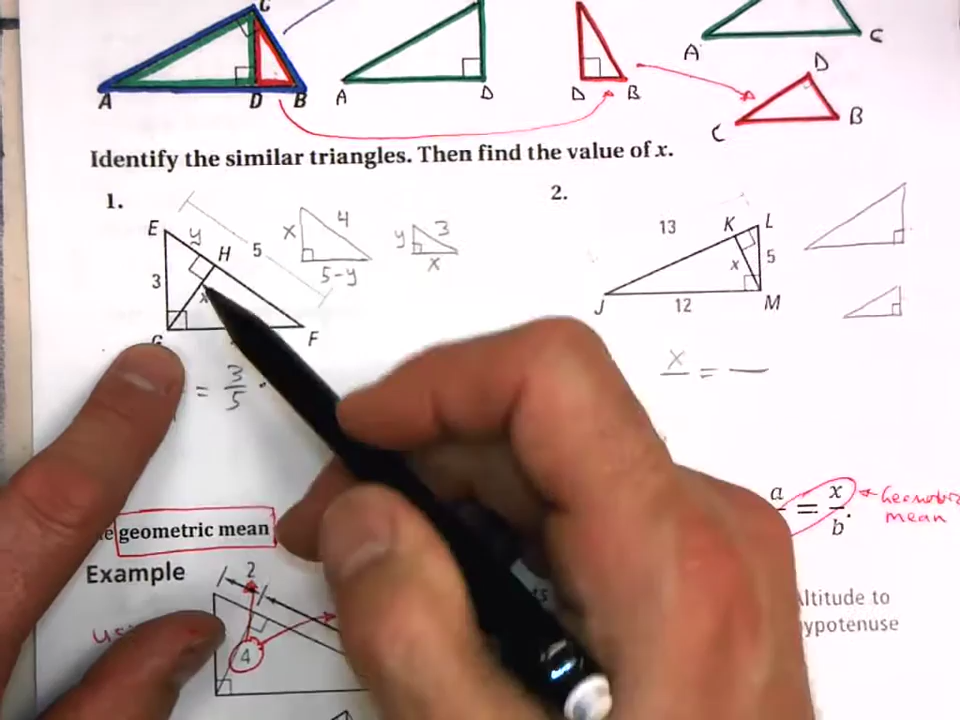 C
A D B
A D
D B
A C
D
C B
Identify the similar triangles. Then find the value of x.
1.
E y H 5
3 x
G F
x 4
5-y
y 3
x
= 3/5 ·
2.
13 K L
x 5
J 12 M
x
— = —
a/ = x/b. Geometric
mean
geometric mean
Example
2
4
Altitude to